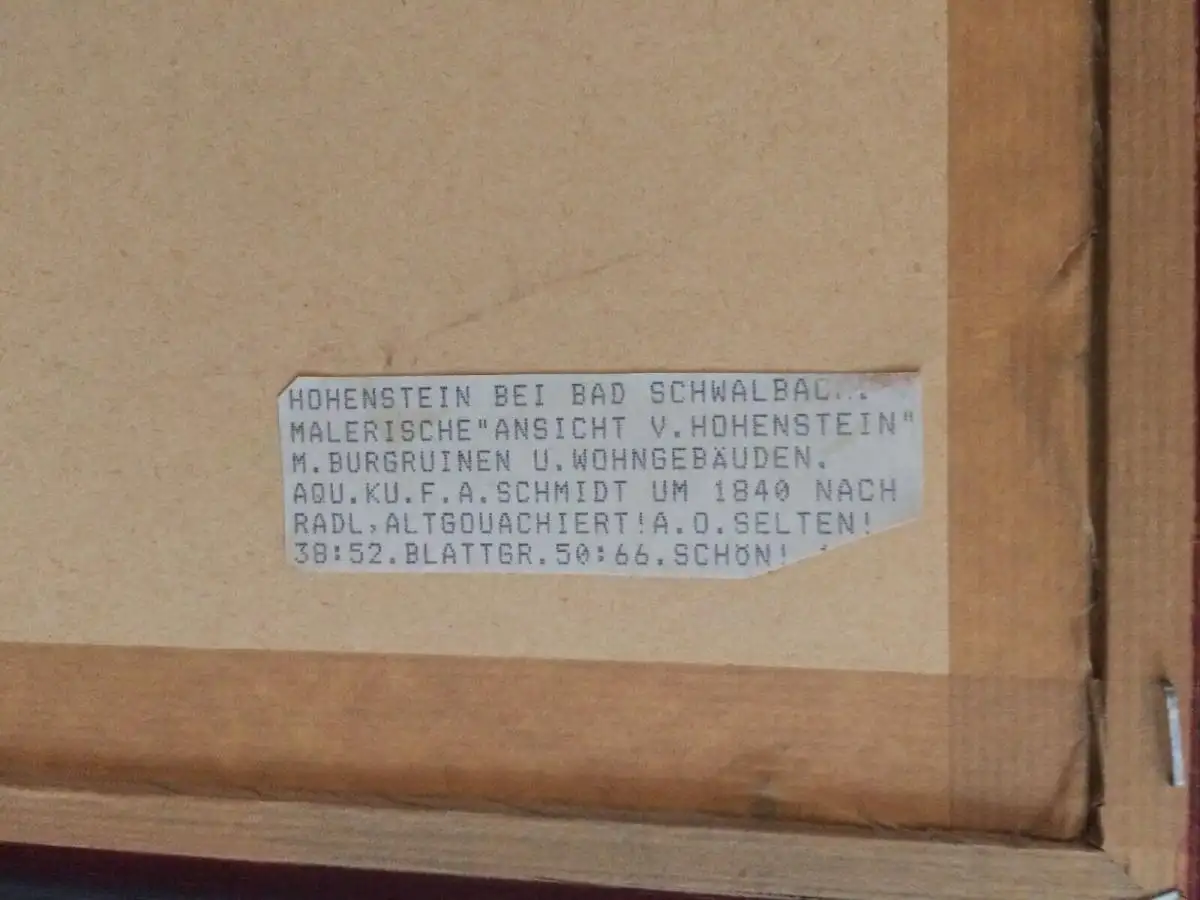 HOHENSTEIN BEI BAD
MALERISCHE"ANSICHT V.HOHENSTEIN"
M.BURGRUINEN U.WOHNGEBÄUDEN.
AQU.KU.F.A.SCHMIDT UM 1840 NACH
RADL,ALTGOUACHIERT!A.O.SELTEN!
38:52.BLATTGR.50:66.SCHÖN!